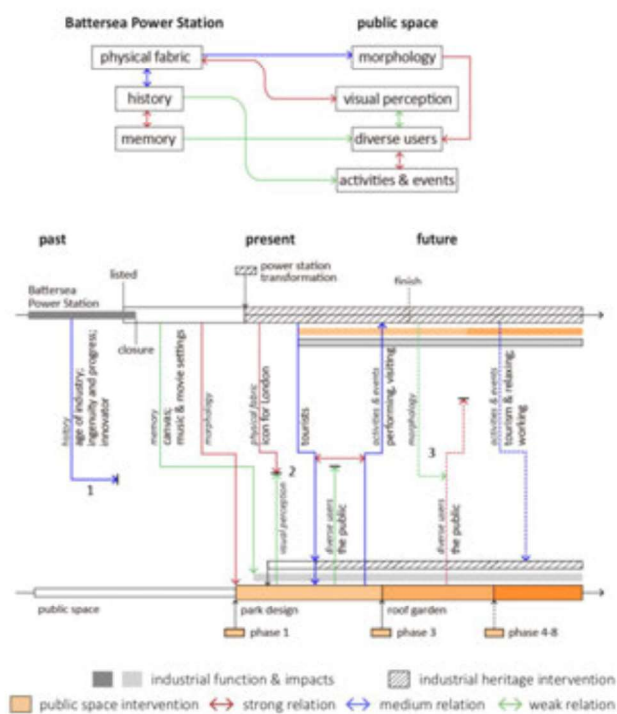 Battersea Power Station
public space
physical fabric
morphology
history
visual perception
memory
diverse users
activities & events
past
present
future
listed
power station
transformation
finish
Battersea
Power Station
closure
history
age of industry;
ingenuity and progress;
innovator
memory
canvas;
music & movie settings
morphology
physical fabric
icon for London
tourists
activities & events
performing, visiting
morphology
activities & events
tourism & relaxing;
working
1
2
3
visual perception
diverse users
the public
diverse users
the public
public space
park design
roof garden
phase 1
phase 3
phase 4-8
industrial function & impacts
industrial heritage intervention
public space intervention
strong relation
medium relation
weak relation